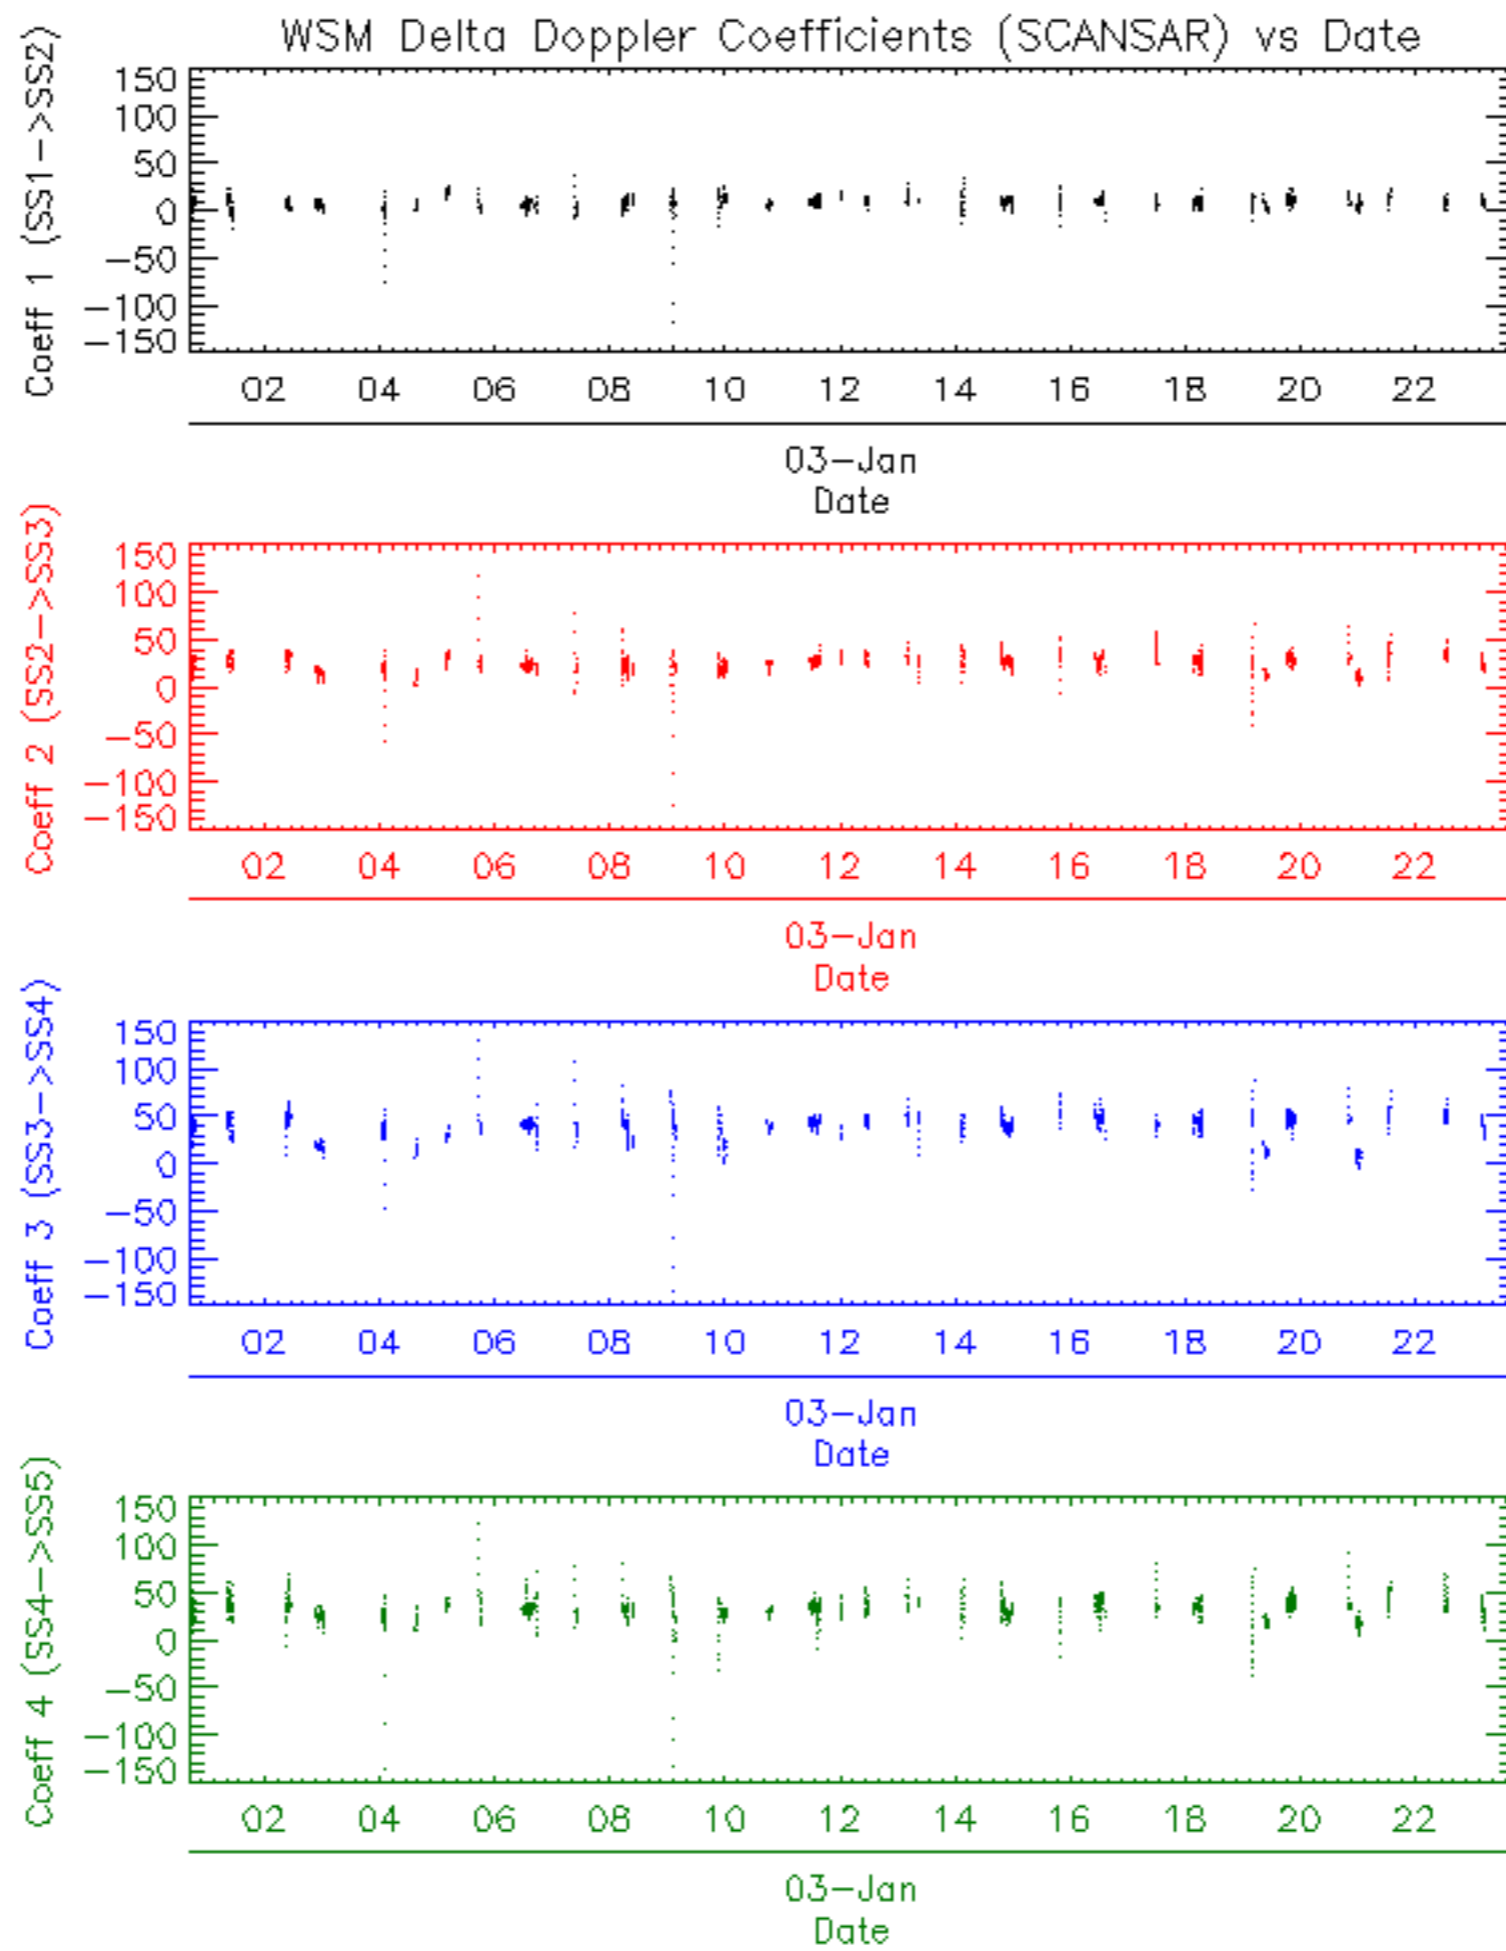 WSM Delta Doppler Coefficients (SCANSAR) vs Date
Coeff 1 (SS1->SS2)
150
100
50
0
-50
-100
-150
02 04 06 08 10 12 14 16 18 20 22
03-Jan
Date
Coeff 2 (SS2->SS3)
150
100
50
0
-50
-100
-150
02 04 06 08 10 12 14 16 18 20 22
03-Jan
Date
Coeff 3 (SS3->SS4)
150
100
50
0
-50
-100
-150
02 04 06 08 10 12 14 16 18 20 22
03-Jan
Date
Coeff 4 (SS4->SS5)
150
100
50
0
-50
-100
-150
02 04 06 08 10 12 14 16 18 20 22
03-Jan
Date